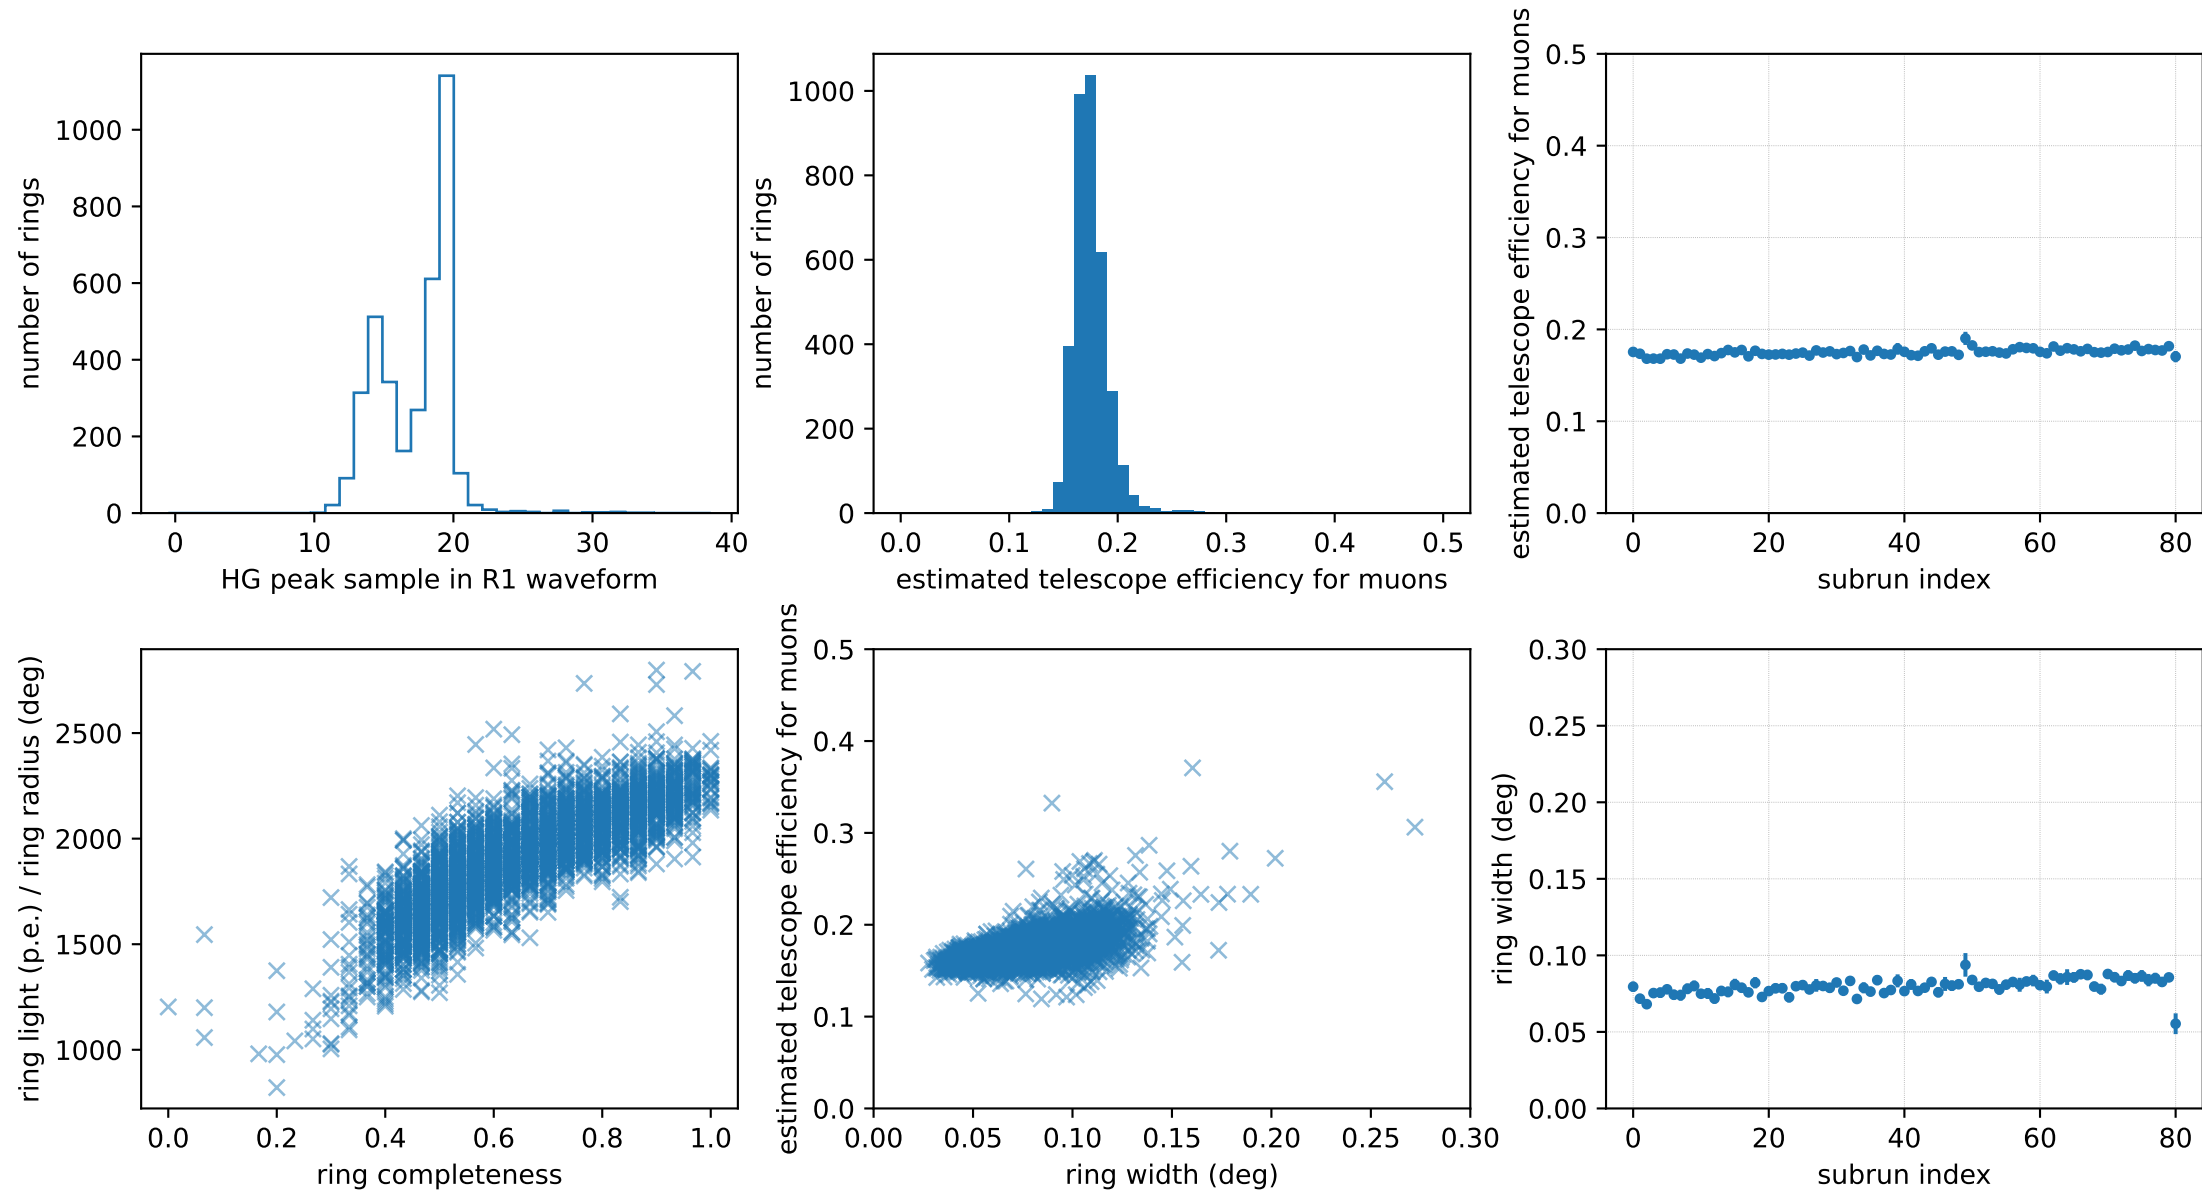 number of rings
1000
800
600
400
200
0
0 10 20 30 40
HG peak sample in R1 waveform
number of rings
1000
800
600
400
200
0
0.0 0.1 0.2 0.3 0.4 0.5
estimated telescope efficiency for muons
estimated telescope efficiency for muons
0.5
0.4
0.3
0.2
0.1
0.0
0 20 40 60 80
subrun index
ring light (p.e.) / ring radius (deg)
2500
2000
1500
1000
0.0 0.2 0.4 0.6 0.8 1.0
ring completeness
estimated telescope efficiency for muons
0.5
0.4
0.3
0.2
0.1
0.0
0.00 0.05 0.10 0.15 0.20 0.25 0.30
ring width (deg)
ring width (deg)
0.30
0.25
0.20
0.15
0.10
0.05
0.00
0 20 40 60 80
subrun index